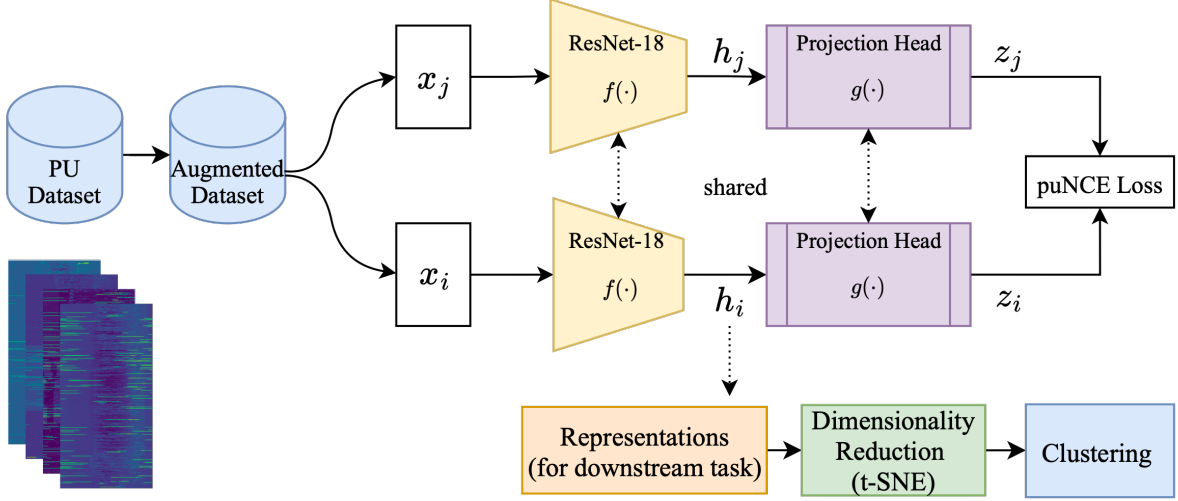 PU
Dataset
Augmented
Dataset
x_j
ResNet-18
f(·)
h_j
Projection Head
g(·)
z_j
shared
puNCE Loss
x_i
ResNet-18
f(·)
h_i
Projection Head
g(·)
z_i
Representations
(for downstream task)
Dimensionality
Reduction
(t-SNE)
Clustering